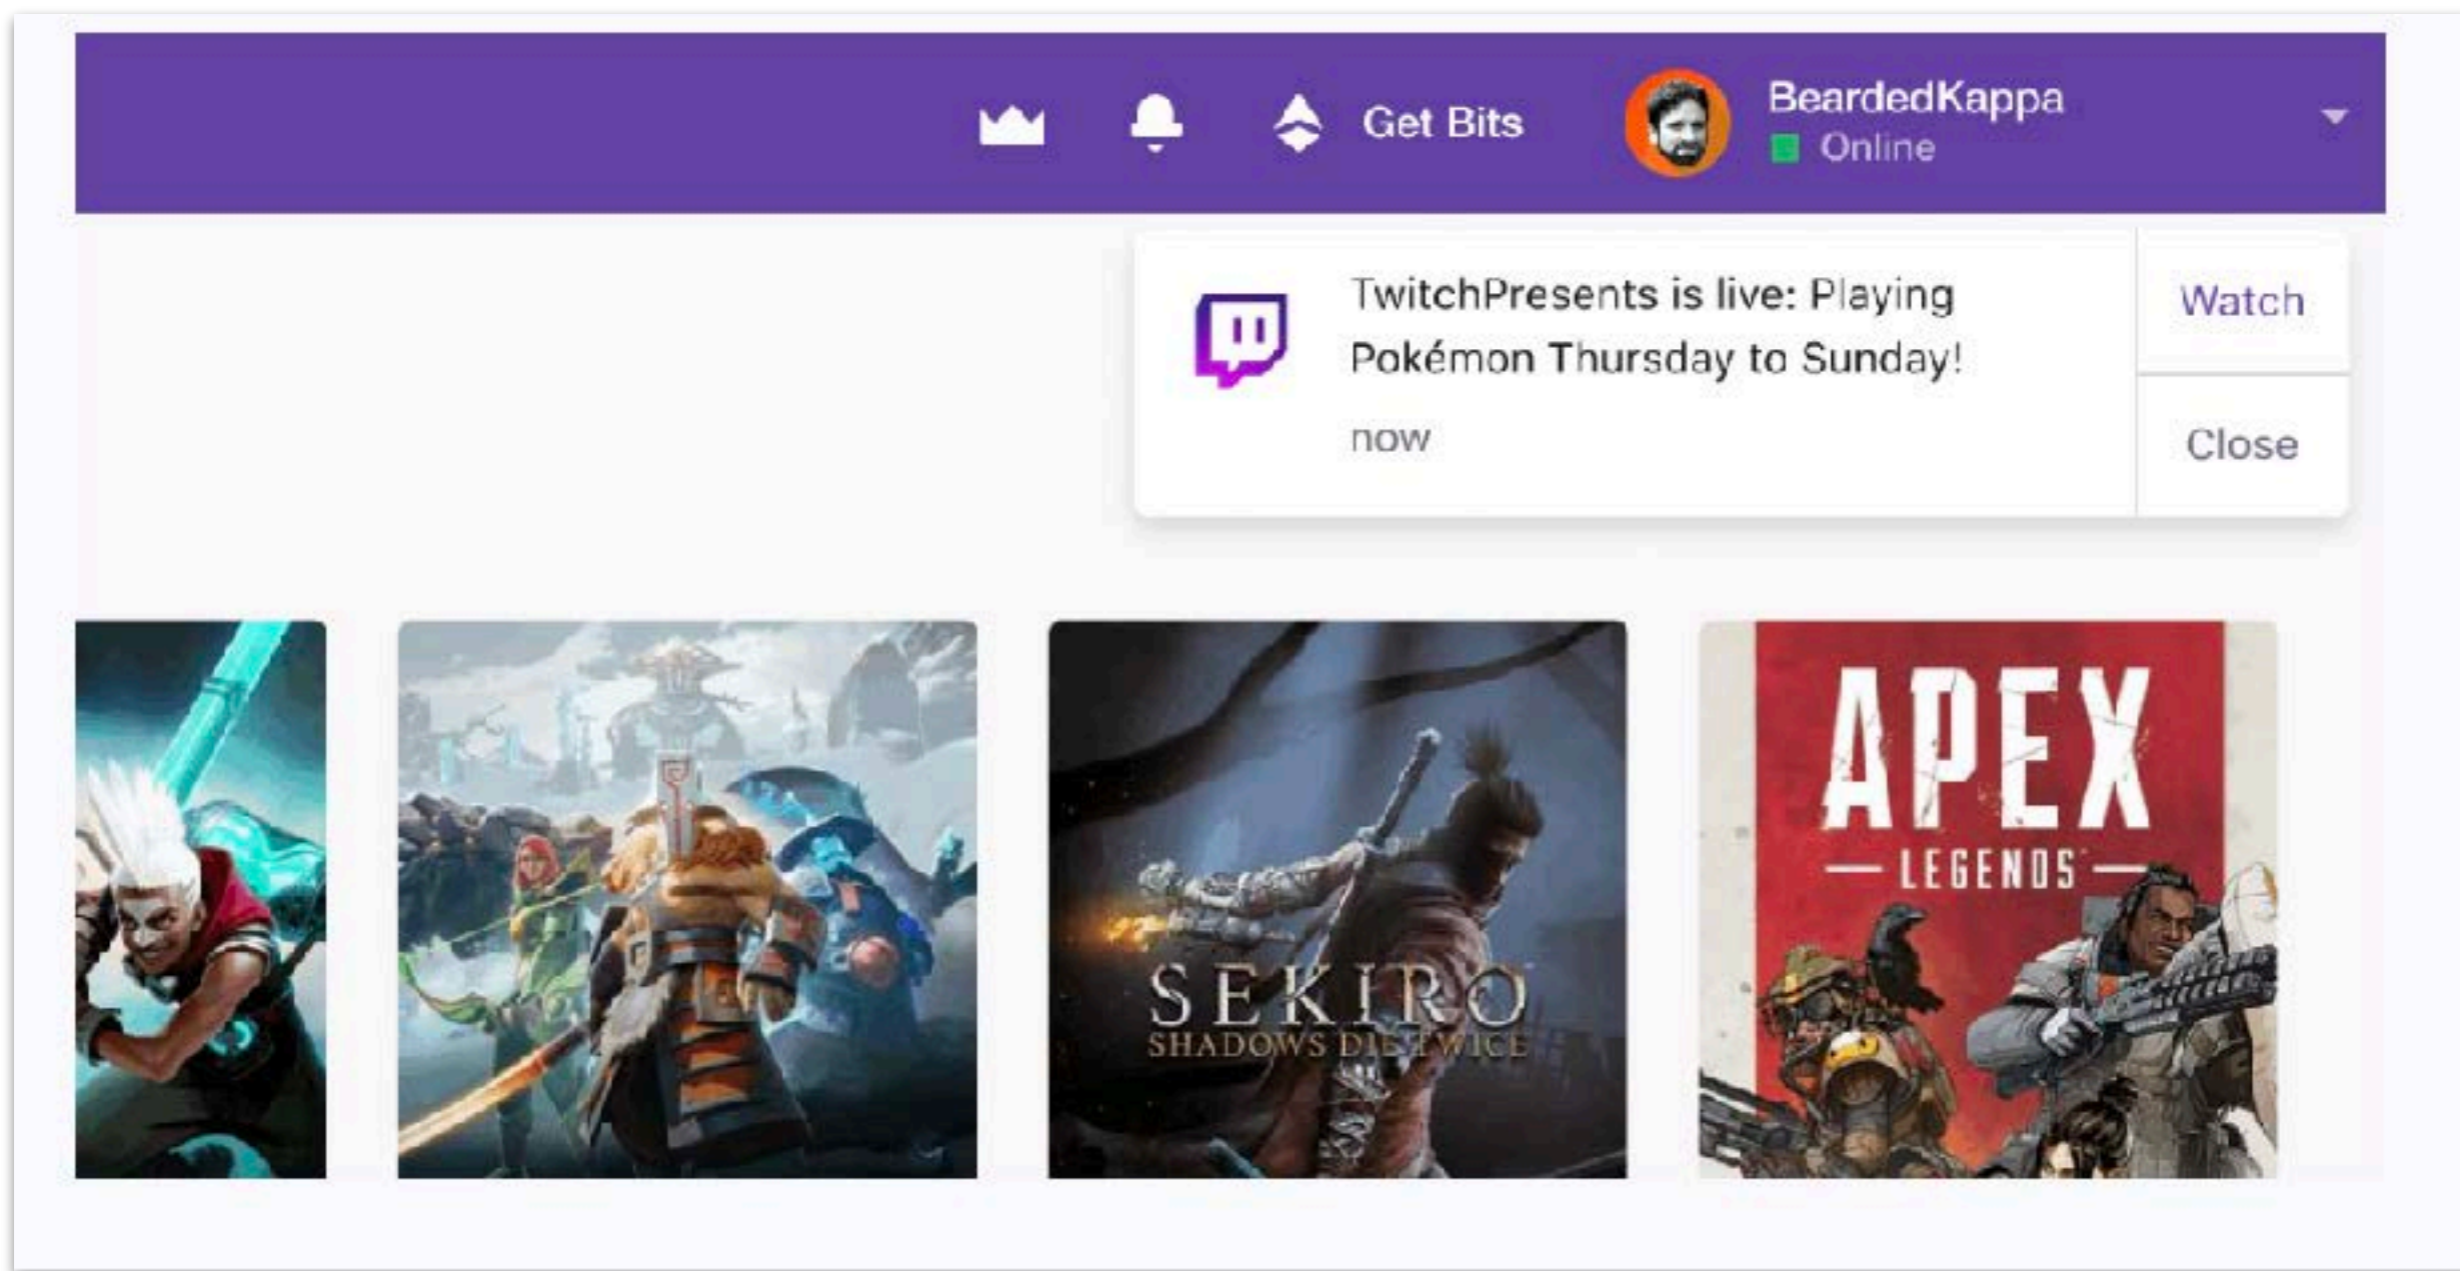 Get Bits
BeardedKappa
Online
TwitchPresents is live: Playing
Pokémon Thursday to Sunday!
now
Watch
Close
SEKIRO
SHADOWS DIE TWICE
APEX
LEGENDS